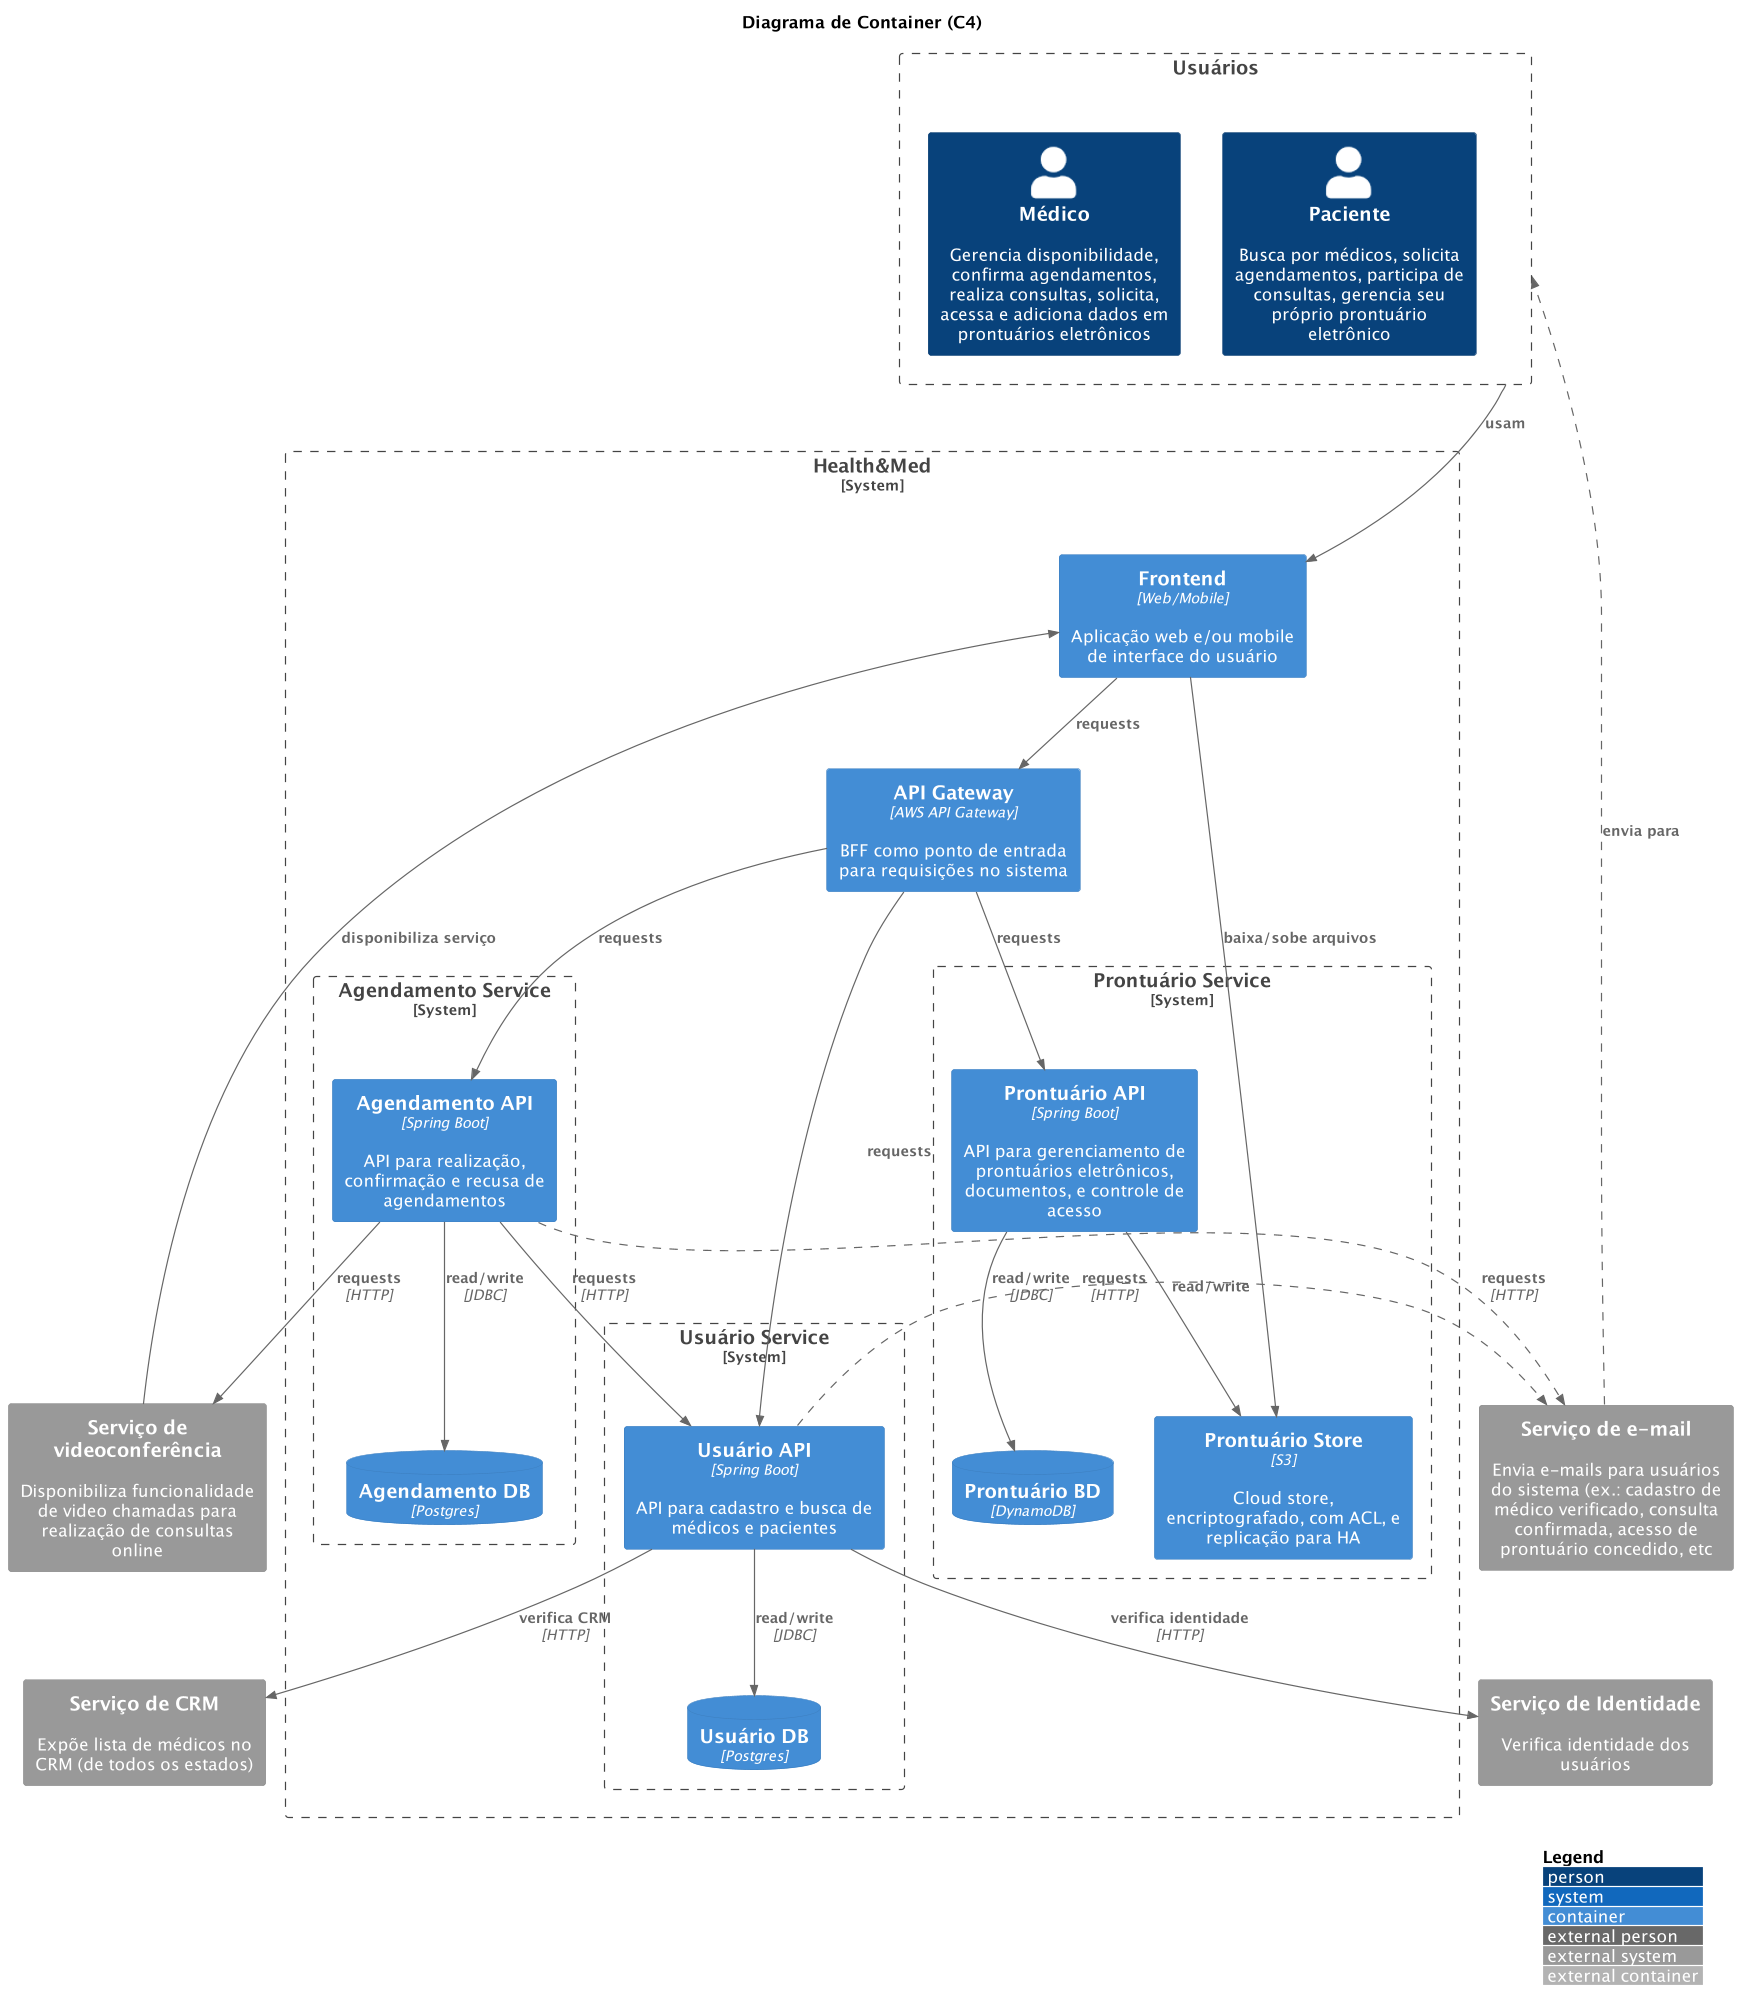 Diagrama de Container (C4)
Usuários
Médico
Gerencia disponibilidade,
confirma agendamentos,
realiza consultas, solicita,
acessa e adiciona dados em
prontuários eletrônicos
Paciente
Busca por médicos, solicita
agendamentos, participa de
consultas, gerencia seu
próprio prontuário
eletrônico
usam
Health&Med
[System]
Frontend
[Web/Mobile]
Aplicação web e/ou mobile
de interface do usuário
requests
API Gateway
[AWS API Gateway]
BFF como ponto de entrada
para requisições no sistema
envia para
disponibiliza serviço
requests
requests
baixa/sobe arquivos
Agendamento Service
[System]
Prontuário Service
[System]
Agendamento API
[Spring Boot]
API para realização,
confirmação e recusa de
agendamentos
requests
Prontuário API
[Spring Boot]
API para gerenciamento de
prontuários eletrônicos,
documentos, e controle de
acesso
requests
[HTTP]
read/write
[JDBC]
requests
[HTTP]
read/write
[JDBC]
requests
[HTTP]
read/write
requests
[HTTP]
Usuário Service
[System]
Serviço de
videoconferência
Disponibiliza funcionalidade
de video chamadas para
realização de consultas
online
Agendamento DB
[Postgres]
Usuário API
[Spring Boot]
API para cadastro e busca de
médicos e pacientes
Prontuário BD
[DynamoDB]
Prontuário Store
[S3]
Cloud store,
encriptografado, com ACL, e
replicação para HA
Serviço de e-mail
Envia e-mails para usuários
do sistema (ex.: cadastro de
médico verificado, consulta
confirmada, acesso de
prontuário concedido, etc
verifica CRM
[HTTP]
read/write
[JDBC]
verifica identidade
[HTTP]
Serviço de CRM
Expõe lista de médicos no
CRM (de todos os estados)
Usuário DB
[Postgres]
Serviço de Identidade
Verifica identidade dos
usuários
Legend
person
system
container
external person
external system
external container